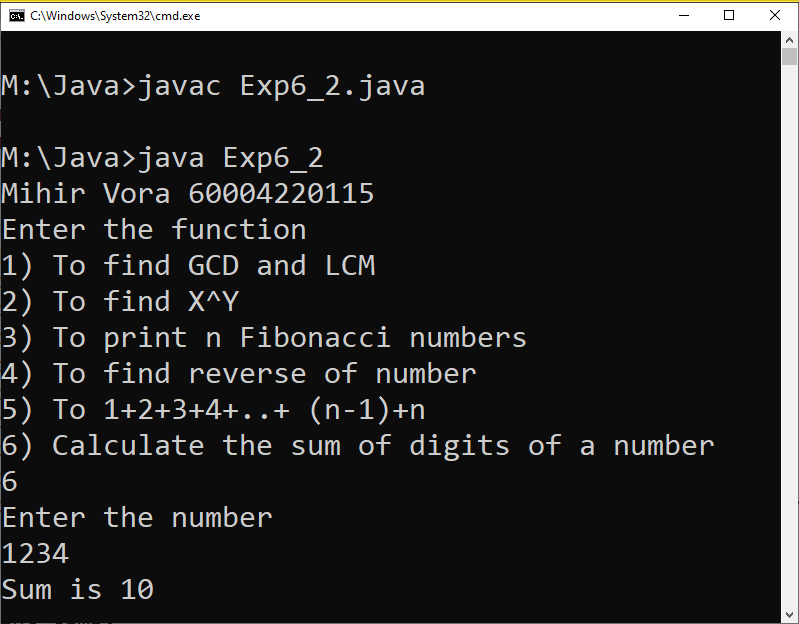 C:\Windows\System32\cmd.exe
M:\Java>javac Exp6_2.java
M:\Java>java Exp6_2
Mihir Vora 60004220115
Enter the function
1) To find GCD and LCM
2) To find X^Y
3) To print n Fibonacci numbers
4) To find reverse of number
5) To 1+2+3+4+..+ (n-1)+n
6) Calculate the sum of digits of a number
6
Enter the number
1234
Sum is 10